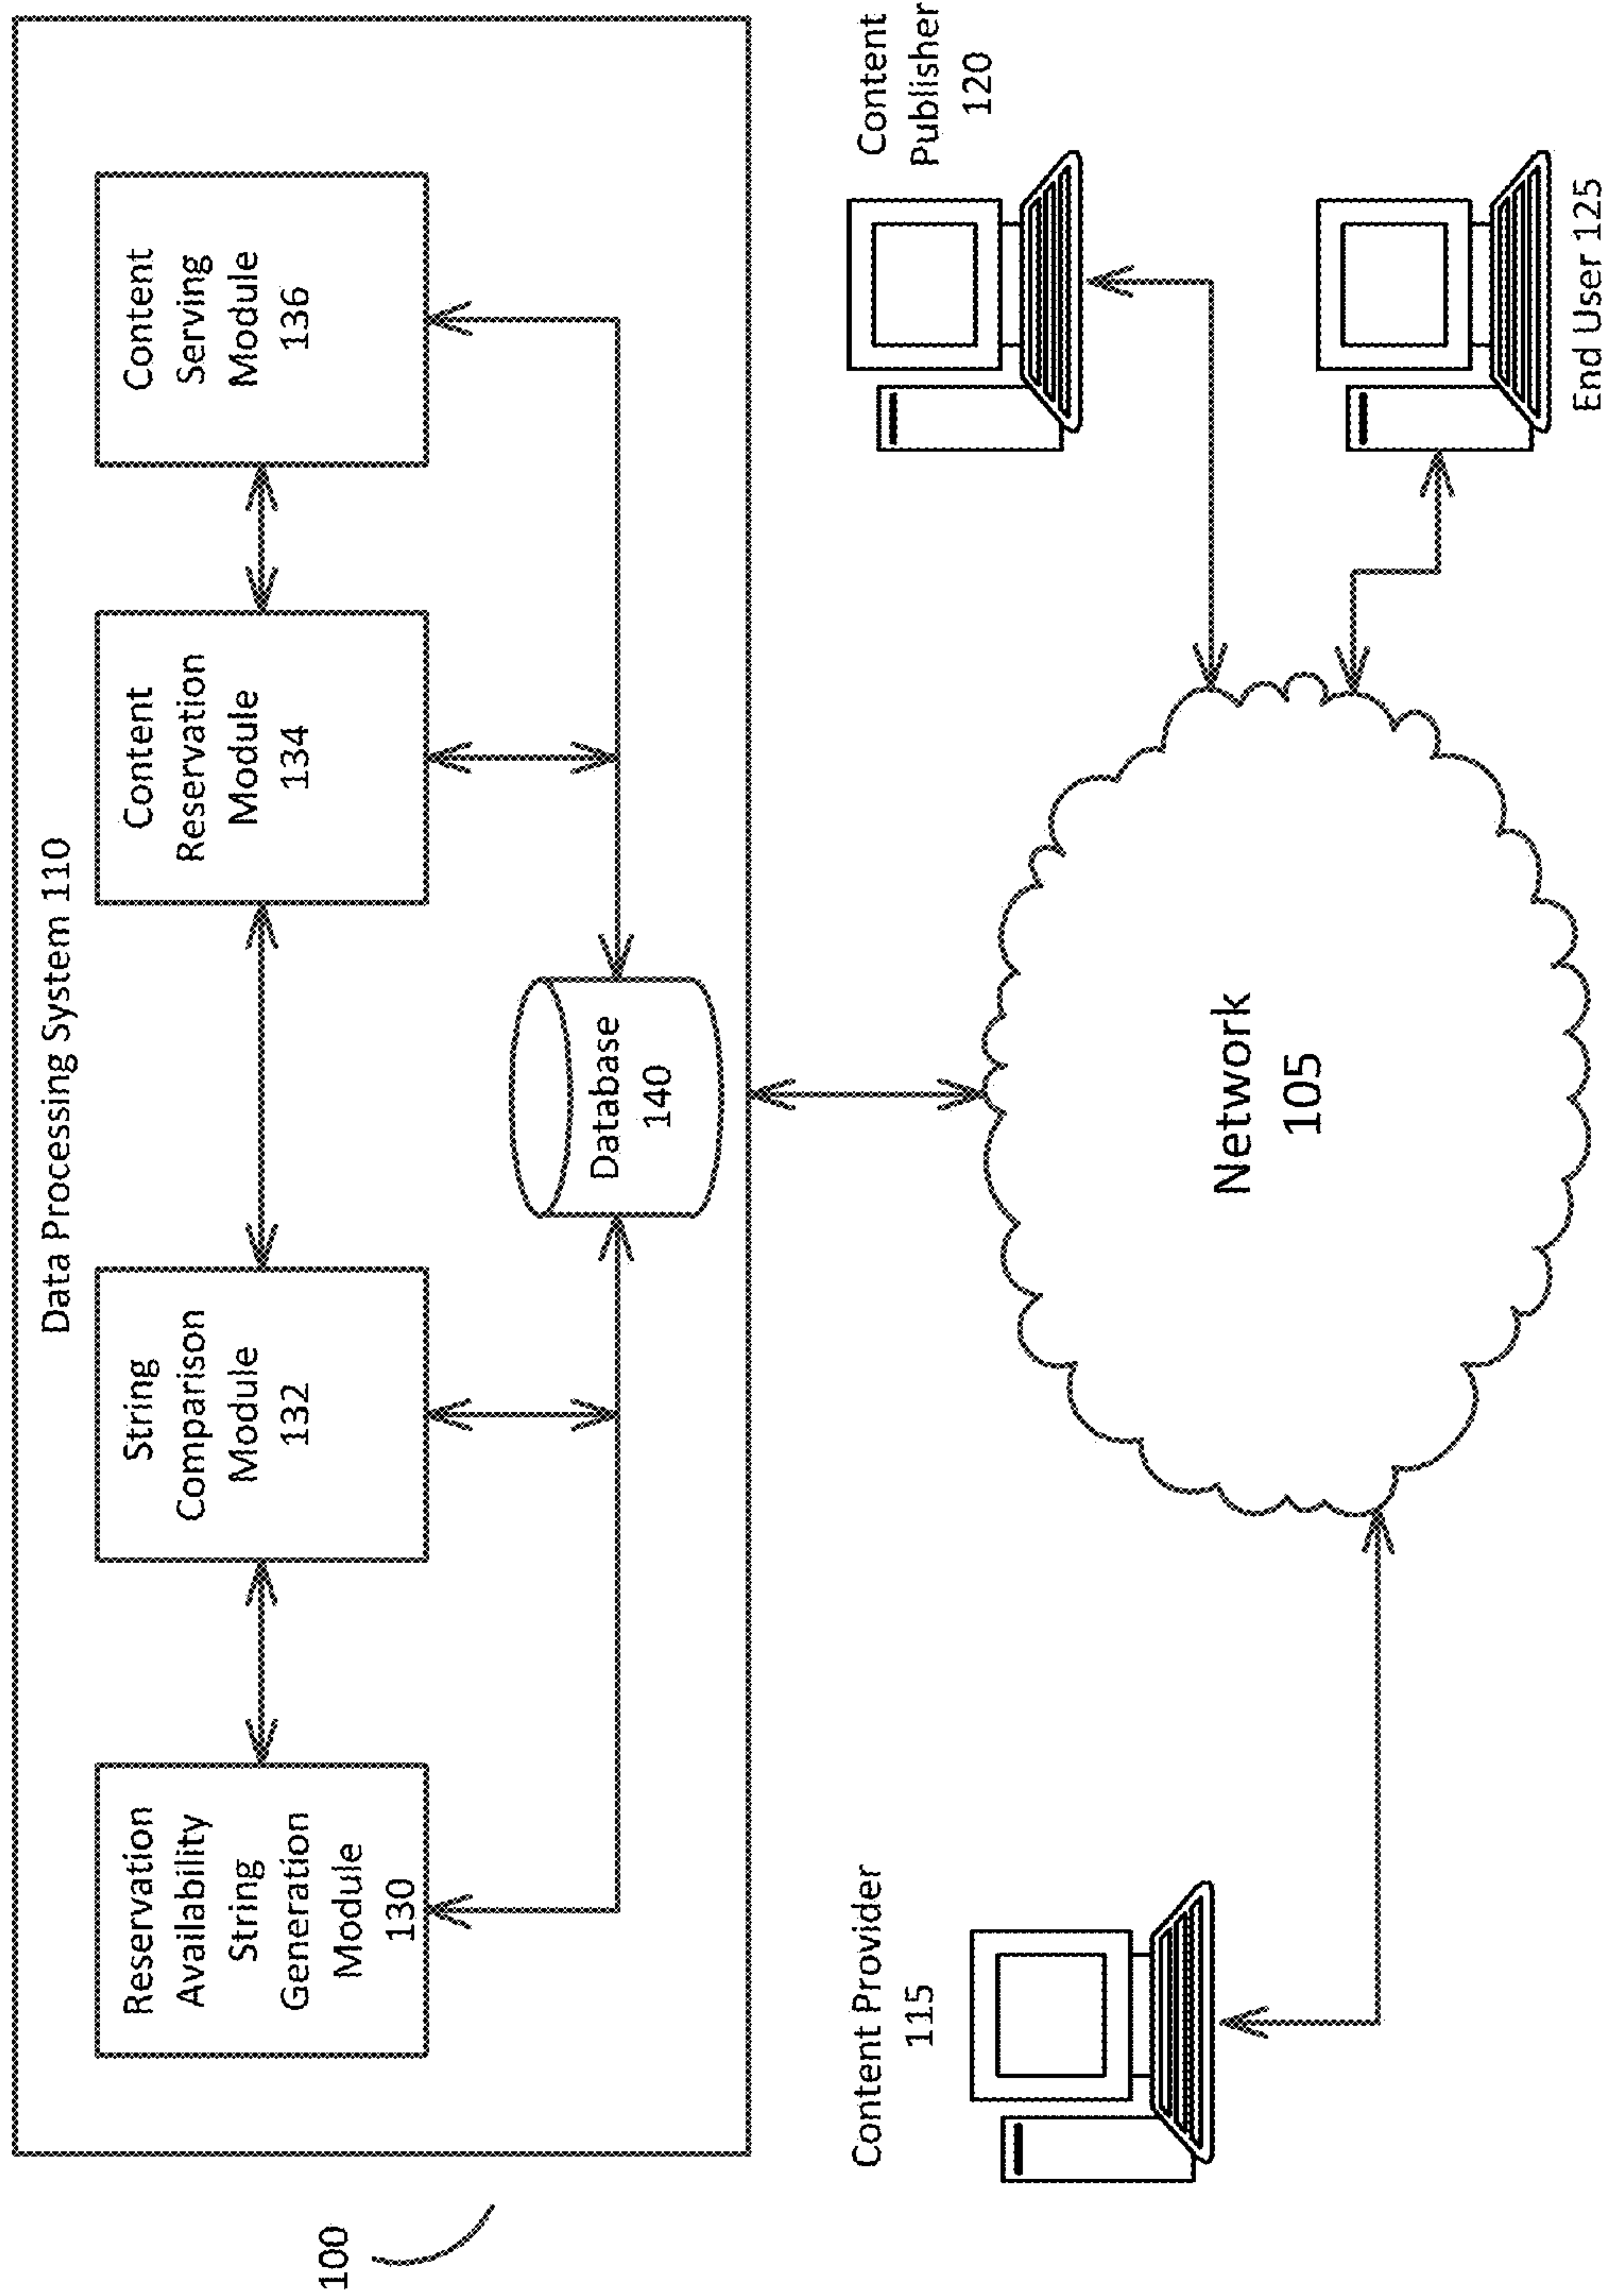 100
Data Processing System 110
Reservation
Availability
String
Generation
Module
130
String
Comparison
Module
132
Content
Reservation
Module
134
Content
Serving
Module
136
Database
140
Content Provider
115
Network
105
Content
Publisher
120
End User 125